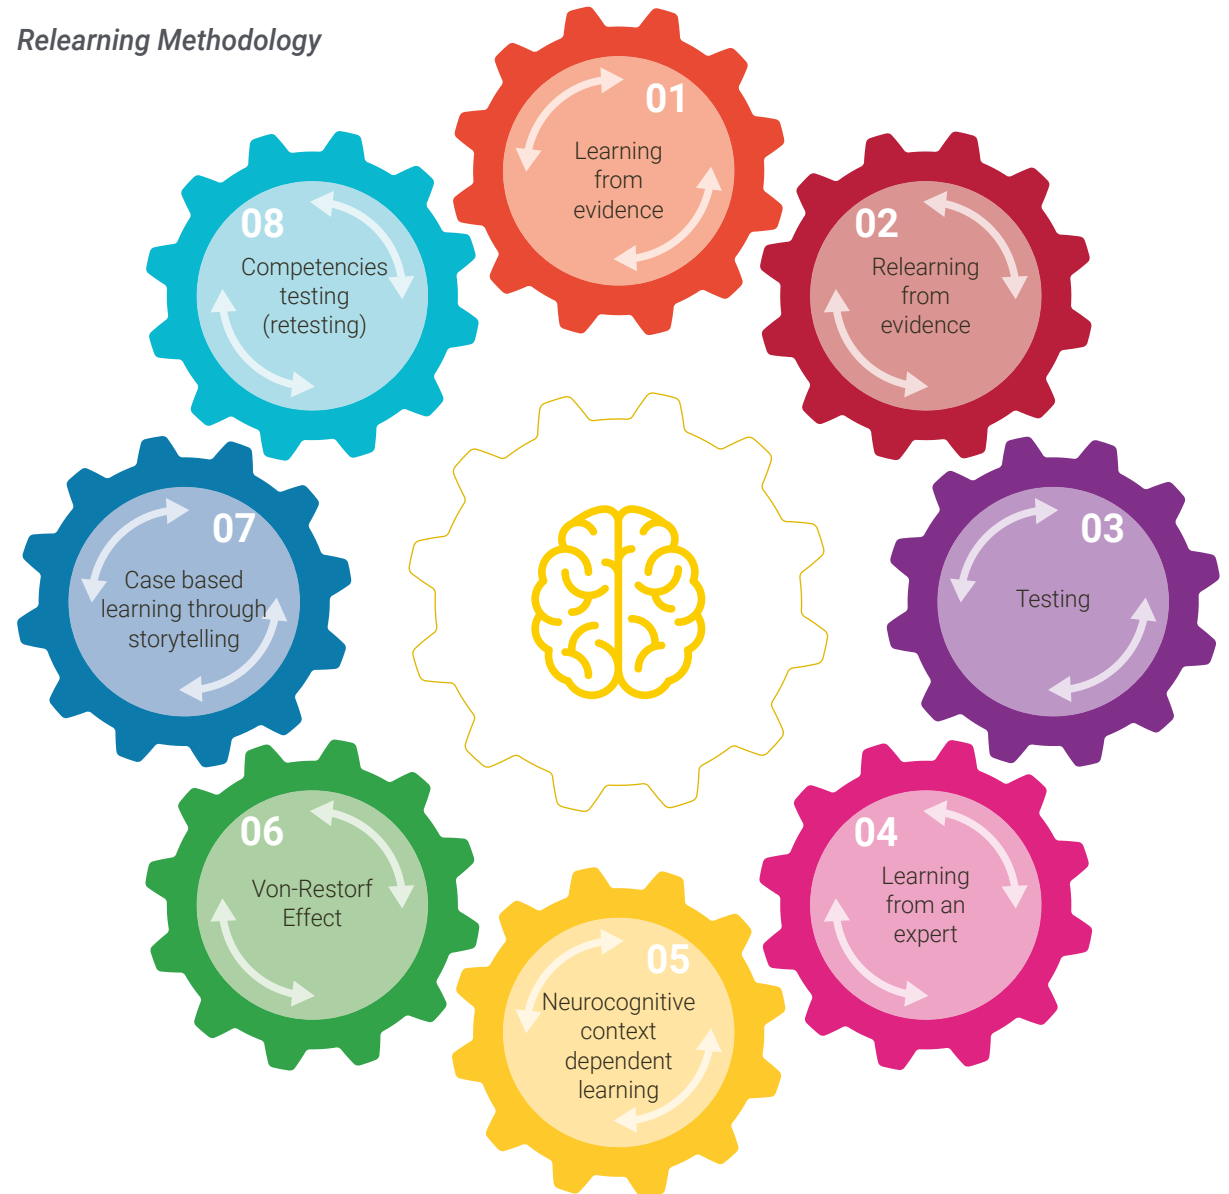 Relearning Methodology
01
Learning
from
evidence
02
Relearning
from
evidence
03
Testing
04
Learning
from an
expert
05
Neurocognitive
context
dependent
learning
06
Von-Restorf
Effect
07
Case based
learning through
storytelling
08
Competencies
testing
(retesting)